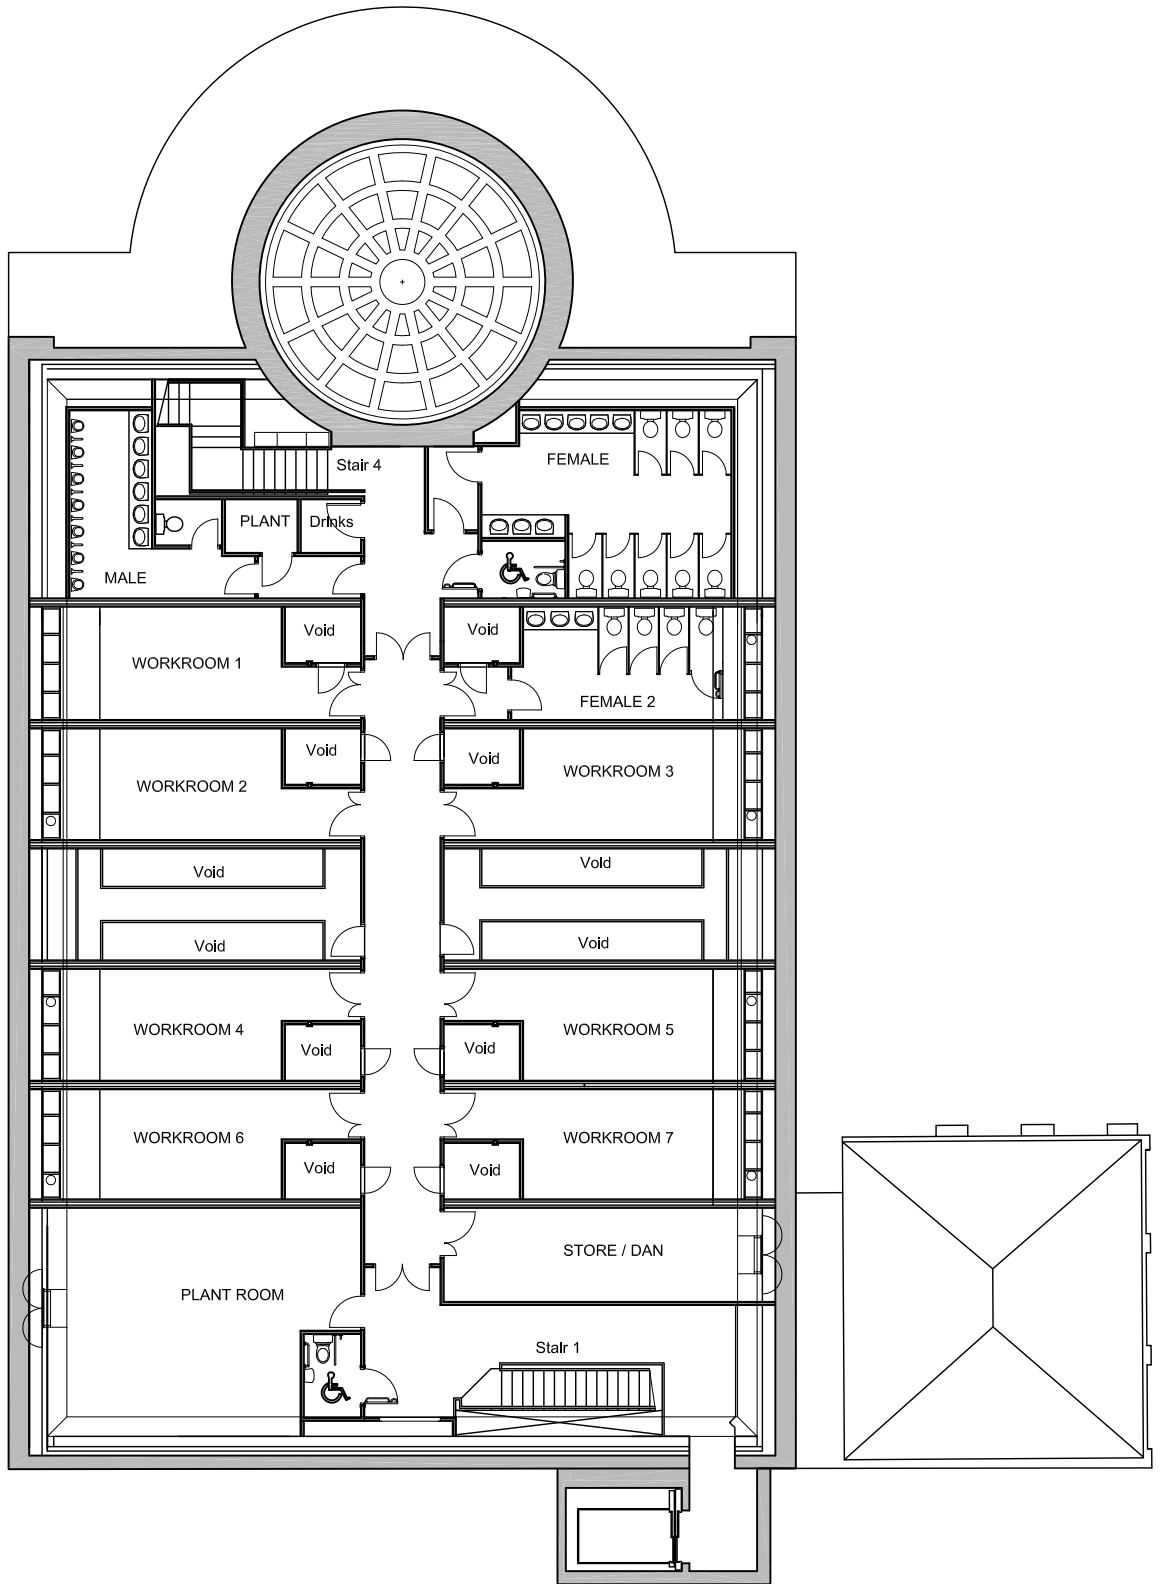 Stair 4
FEMALE
PLANT
Drinks
MALE
Void
Void
WORKROOM 1
FEMALE 2
Void
Void
WORKROOM 2
WORKROOM 3
Void
Void
Void
Void
WORKROOM 4
WORKROOM 5
Void
Void
WORKROOM 6
WORKROOM 7
Void
Void
STORE / DAN
PLANT ROOM
Stair 1